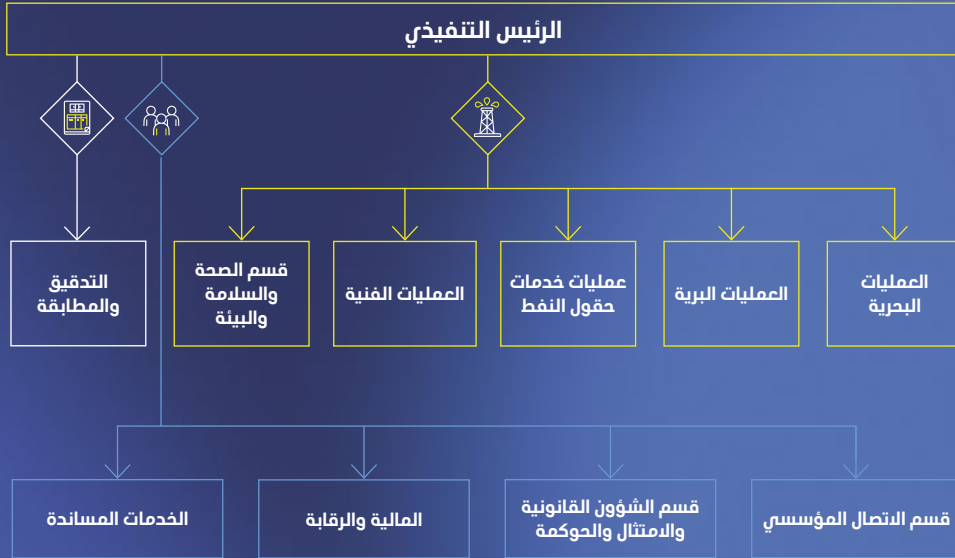 الرئيس التنفيذي
العمليات
البحرية
العمليات البرية
عمليات خدمات
حقول النفط
العمليات الفنية
قسم الصحة
والسلامة
والبيئة
التدقيق
والمطابقة
قسم الاتصال المؤسسي
قسم الشؤون القانونية
والامتثال والحوكمة
المالية والرقابة
الخدمات المساندة